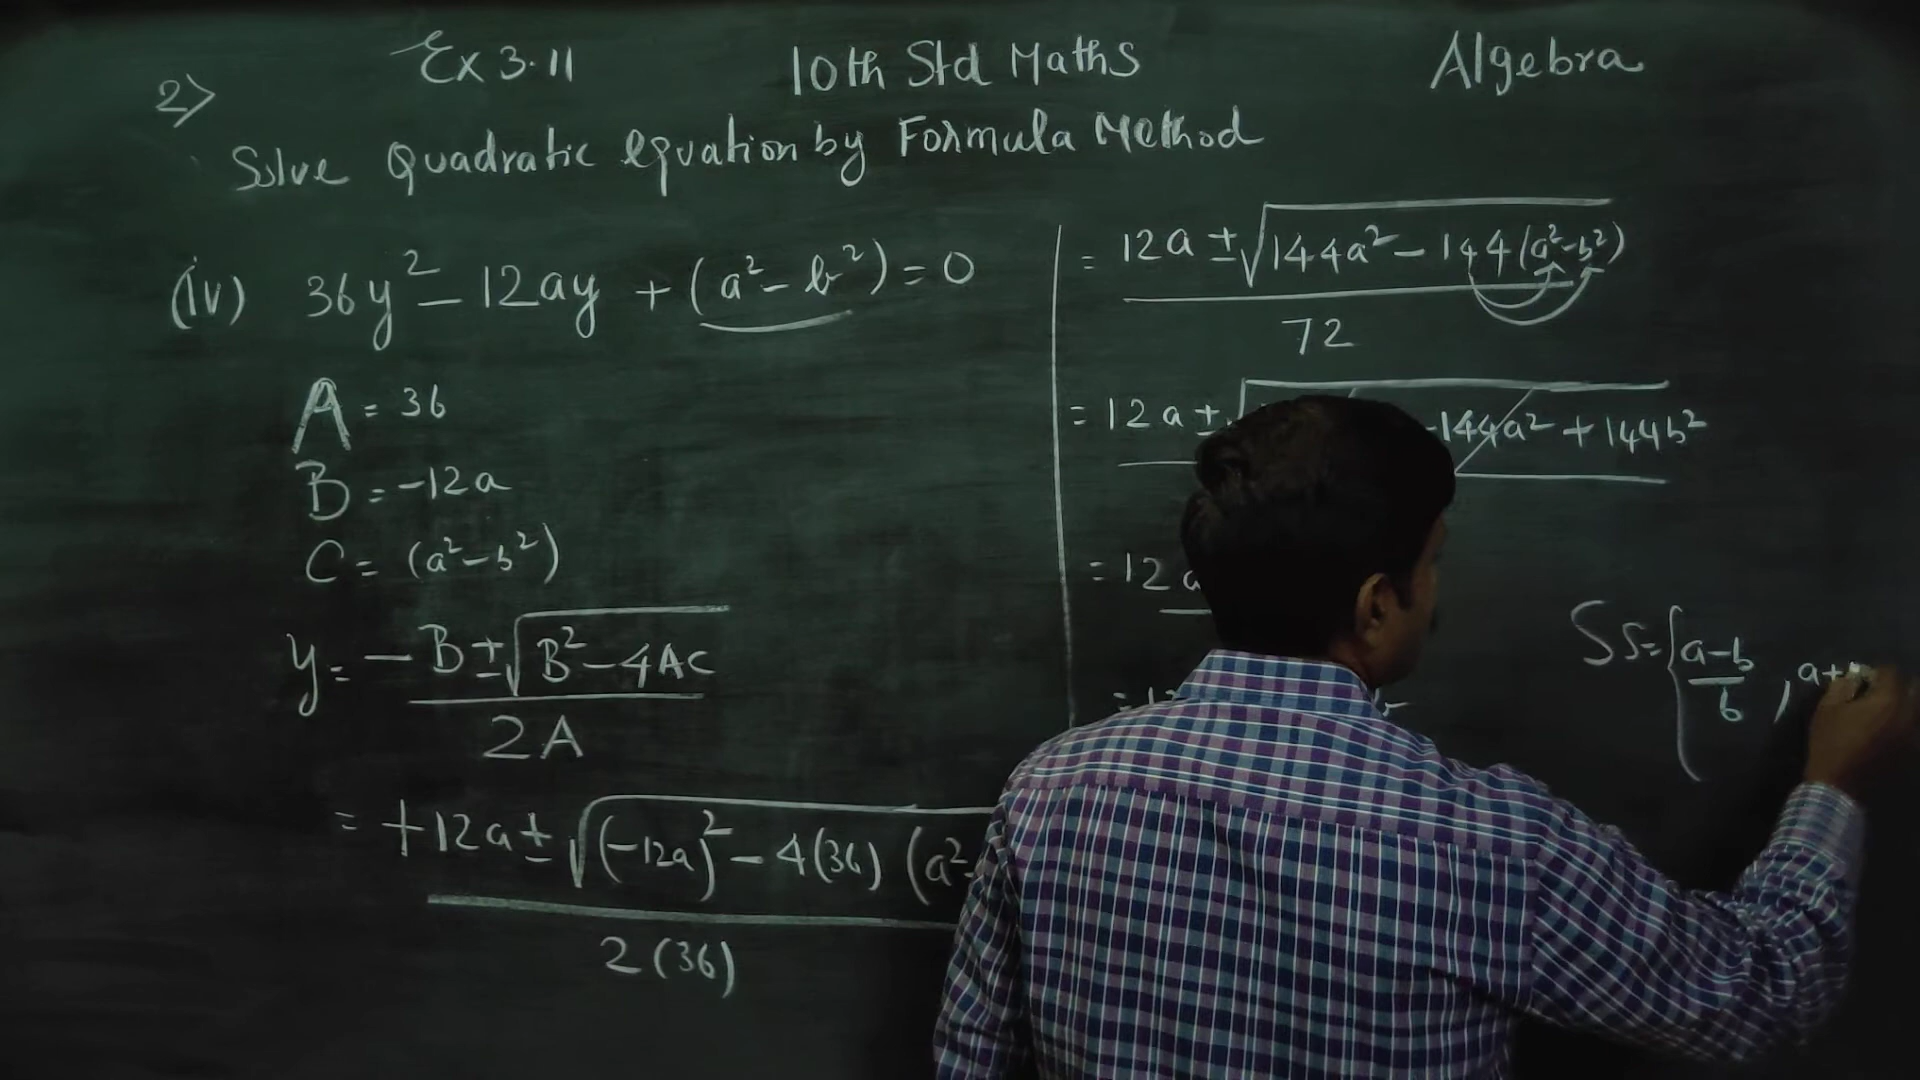 Ex 3.11 10th Std Maths Algebra
2>
Solve Quadratic equation by Formula Method
(iv) 36y² - 12ay + (a² - b²) = 0
A = 36
B = -12a
C = (a² - b²)
y = -B ± √B² - 4AC
2A
= +12a ± √(-12a)² - 4(36) (a²-
2(36)
= 12a ± √144a² - 144(a²-b²)
72
= 12a ± √ -144a² + 144b²
= 12a
SS = { a-b , a+
6